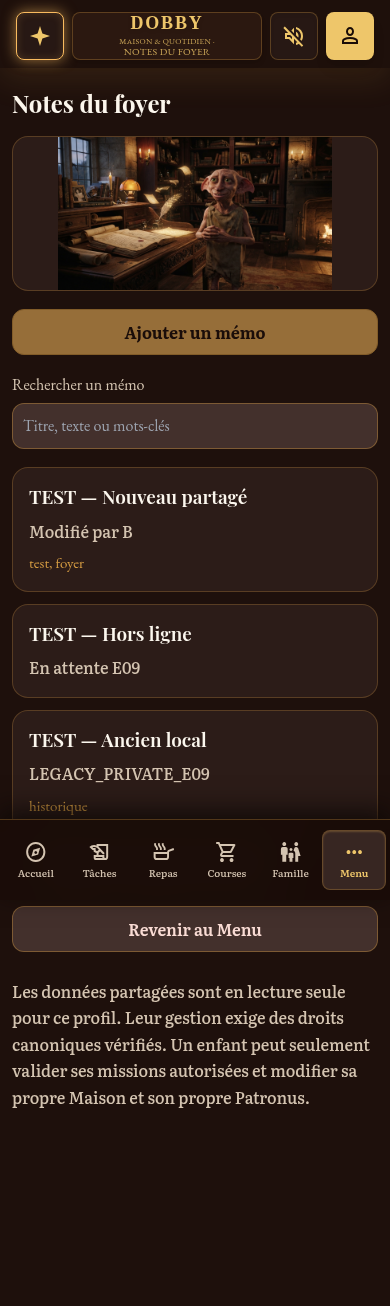 DOBBY
MAISON & QUOTIDIEN ·
NOTES DU FOYER
Notes du foyer
Ajouter un mémo
Rechercher un mémo
Titre, texte ou mots-clés
TEST — Nouveau partagé
Modifié par B
test, foyer
TEST — Hors ligne
En attente E09
TEST — Ancien local
LEGACY_PRIVATE_E09
historique
Accueil
Tâches
Repas
Courses
Famille
Menu
Revenir au Menu
Les données partagées sont en lecture seule
pour ce profil. Leur gestion exige des droits
canoniques vérifiés. Un enfant peut seulement
valider ses missions autorisées et modifier sa
propre Maison et son propre Patronus.